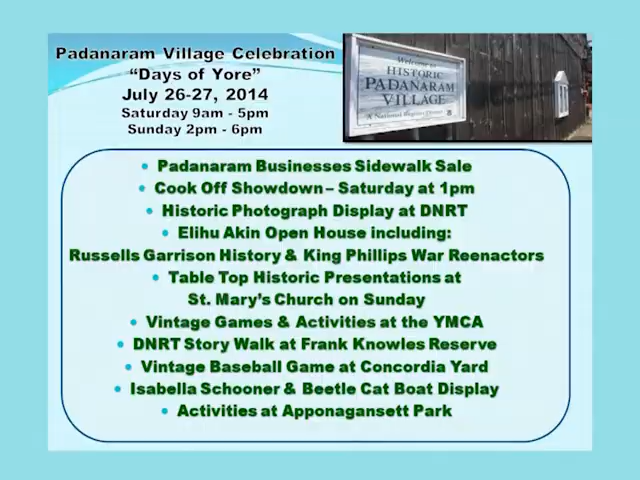 Padanaram Village Celebration
“Days of Yore”
July 26-27, 2014
Saturday 9am - 5pm
Sunday 2pm - 6pm
Welcome to
HISTORIC
PADANARAM
VILLAGE
A National Register District
• Padanaram Businesses Sidewalk Sale
• Cook Off Showdown – Saturday at 1pm
• Historic Photograph Display at DNRT
• Elihu Akin Open House including:
Russells Garrison History & King Phillips War Reenactors
• Table Top Historic Presentations at
St. Mary’s Church on Sunday
• Vintage Games & Activities at the YMCA
• DNRT Story Walk at Frank Knowles Reserve
• Vintage Baseball Game at Concordia Yard
• Isabella Schooner & Beetle Cat Boat Display
• Activities at Apponagansett Park